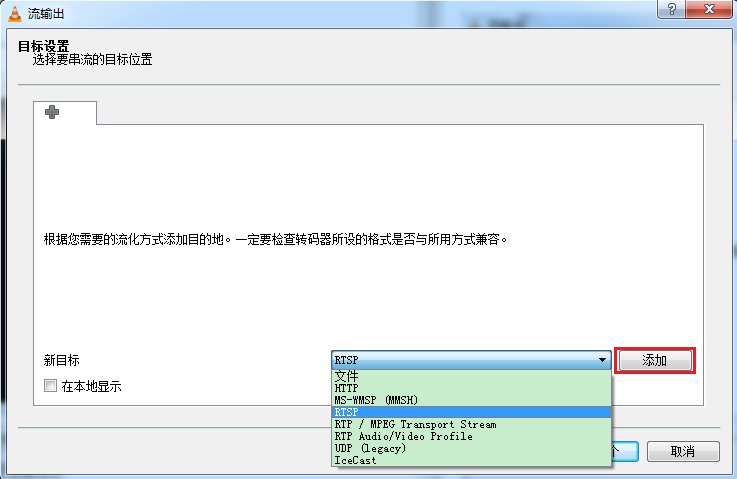 流输出
目标设置
选择要串流的目标位置
根据您需要的流化方式添加目的地。一定要检查转码器所设的格式是否与所用方式兼容。
新目标
RTSP
添加
在本地显示
文件
HTTP
MS-WMSP (MMSH)
RTSP
RTP / MPEG Transport Stream
RTP Audio/Video Profile
UDP (legacy)
IceCast
个
取消